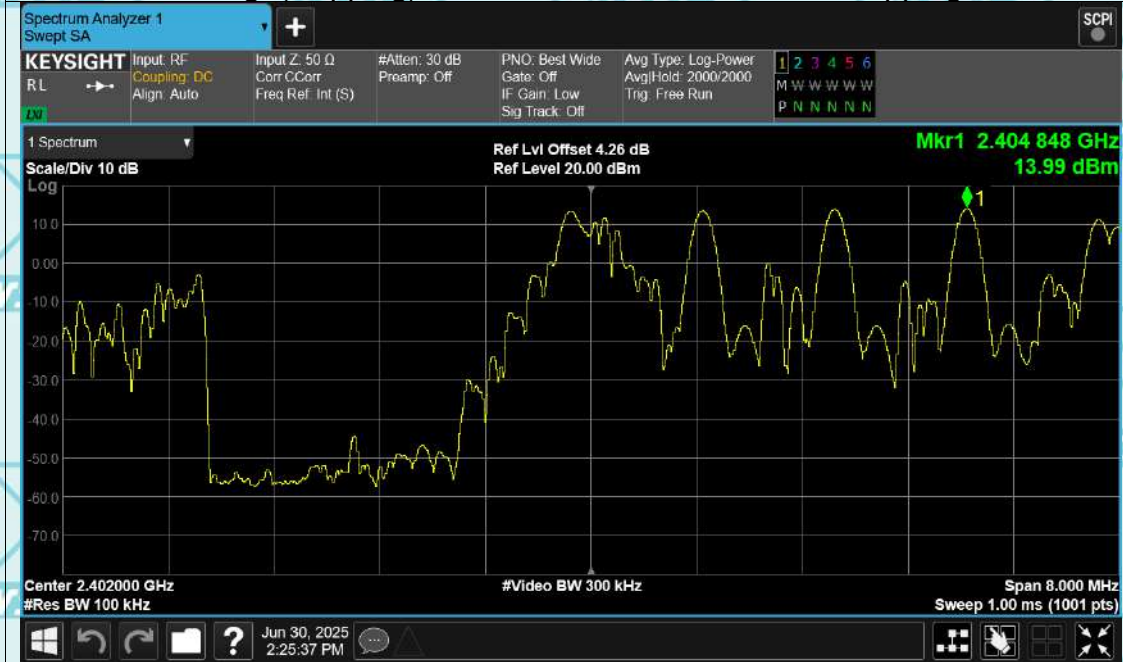 Spectrum Analyzer 1
Swept SA
+
SCPI
KEYSIGHT
RL
LXI
Input: RF
Coupling: DC
Align: Auto
Input Z: 50 Ω
Corr CCorr
Freq Ref: Int (S)
#Atten: 30 dB
Preamp: Off
PNO: Best Wide
Gate: Off
IF Gain: Low
Sig Track: Off
Avg Type: Log-Power
Avg|Hold: 2000/2000
Trig: Free Run
1 2 3 4 5 6
M W W W W W
P N N N N N
1 Spectrum
Scale/Div 10 dB
Log
Ref Lvl Offset 4.26 dB
Ref Level 20.00 dBm
Mkr1 2.404 848 GHz
13.99 dBm
1
10.0
0.00
-10.0
-20.0
-30.0
-40.0
-50.0
-60.0
-70.0
Center 2.402000 GHz
#Res BW 100 kHz
#Video BW 300 kHz
Span 8.000 MHz
Sweep 1.00 ms (1001 pts)
?
Jun 30, 2025
2:25:37 PM